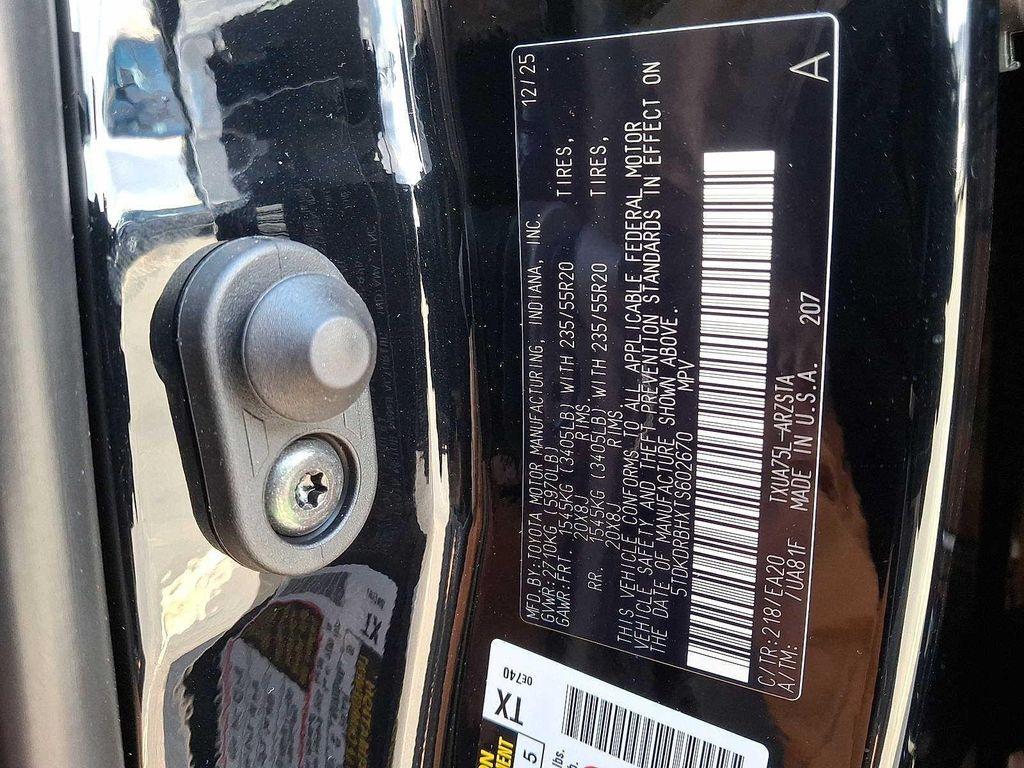 MFD.BY:TOYOTA MOTOR MANUFACTURING, INDIANA, INC. 12/25
GVWR:2710KG (5970LB)
GAWR:FRT. 1545KG (3405LB) WITH 235/55R20 TIRES,
20X8J RIMS
RR. 1545KG (3405LB) WITH 235/55R20 TIRES,
20X8J RIMS
THIS VEHICLE CONFORMS TO ALL APPLICABLE FEDERAL MOTOR
VEHICLE SAFETY AND THEFT PREVENTION STANDARDS IN EFFECT ON
THE DATE OF MANUFACTURE SHOWN ABOVE.
5TDKDRBHXTS602670 MPV
C/TR:218/EA20 TXUA75L-ARZSTA
A/TM: /UA81F MADE IN U.S.A. 207 A
TX
0E740
5
lbs.